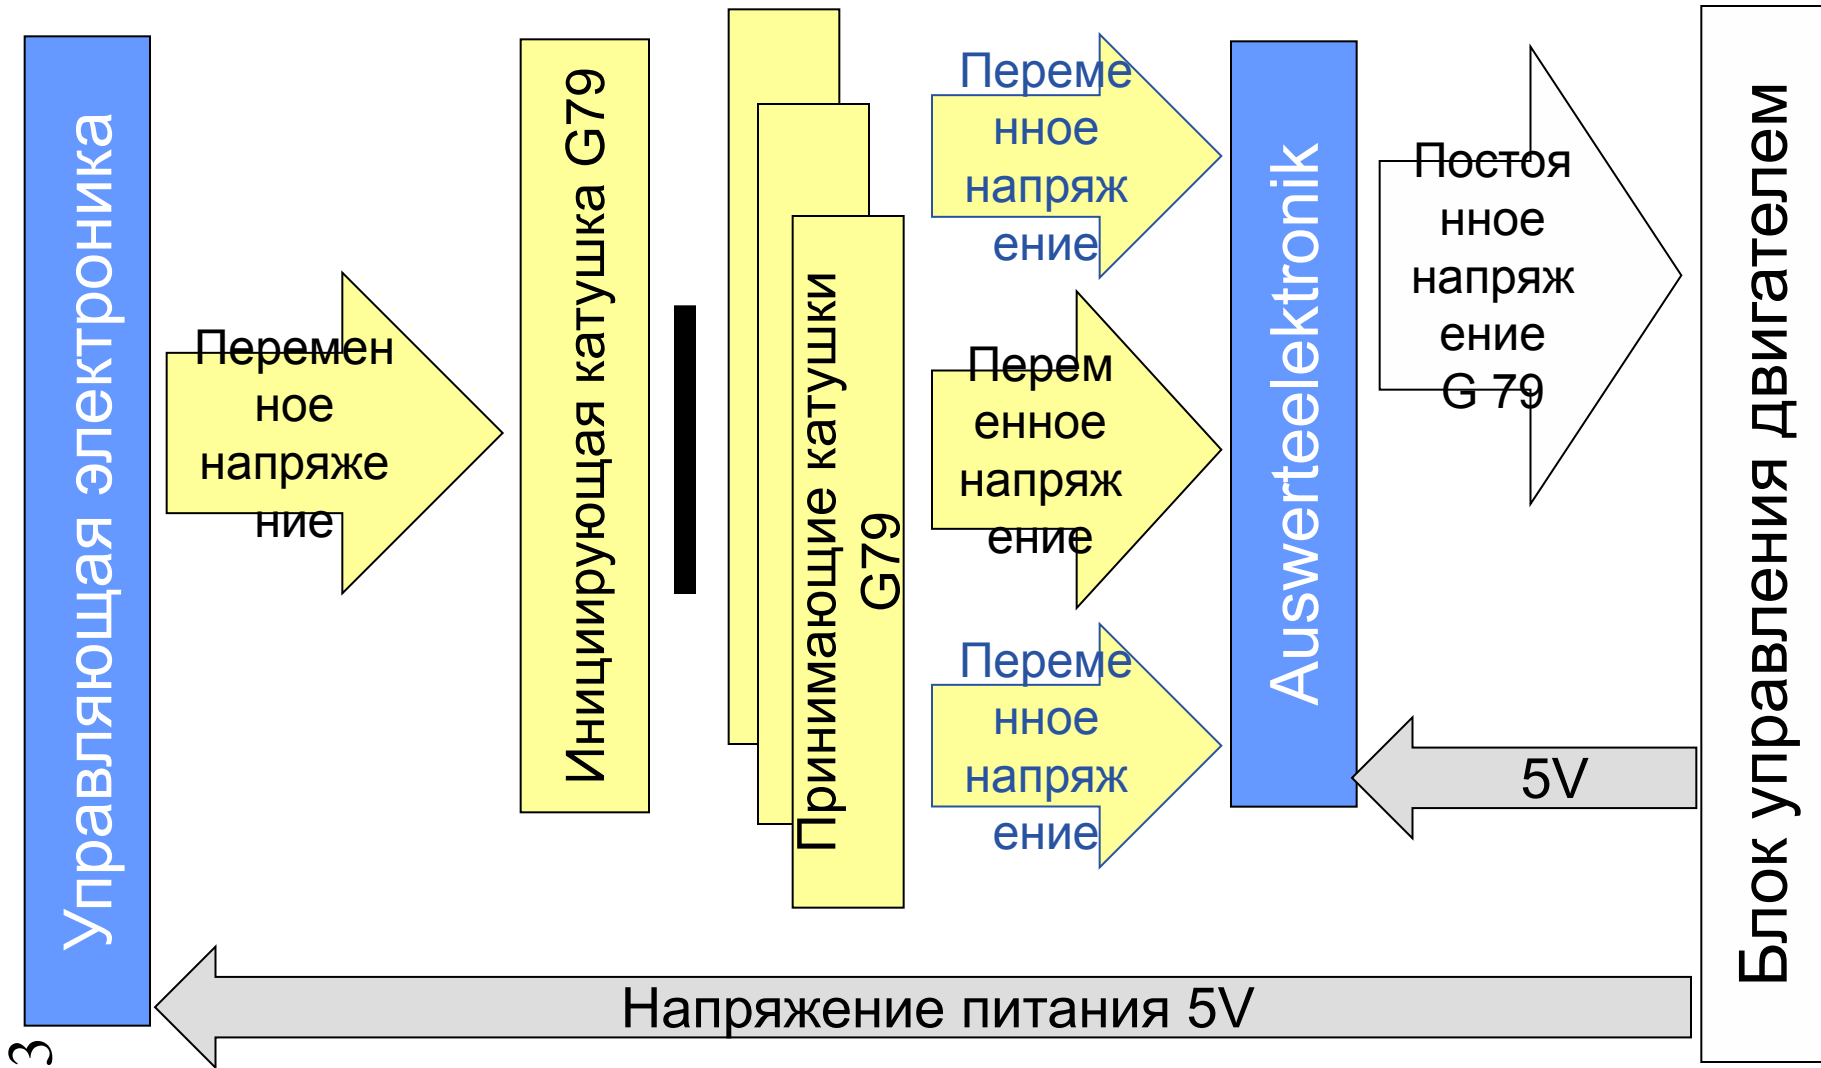 Управляющая электроника
Перемен
ное
напряже
ние
Инициирующая катушка G79
Принимающие катушки
G79
Переме
нное
напряж
ение
Перем
енное
напряж
ение
Переме
нное
напряж
ение
Auswerteelektronik
Постоя
нное
напряж
ение
G 79
5V
Блок управления двигателем
Напряжение питания 5V
3